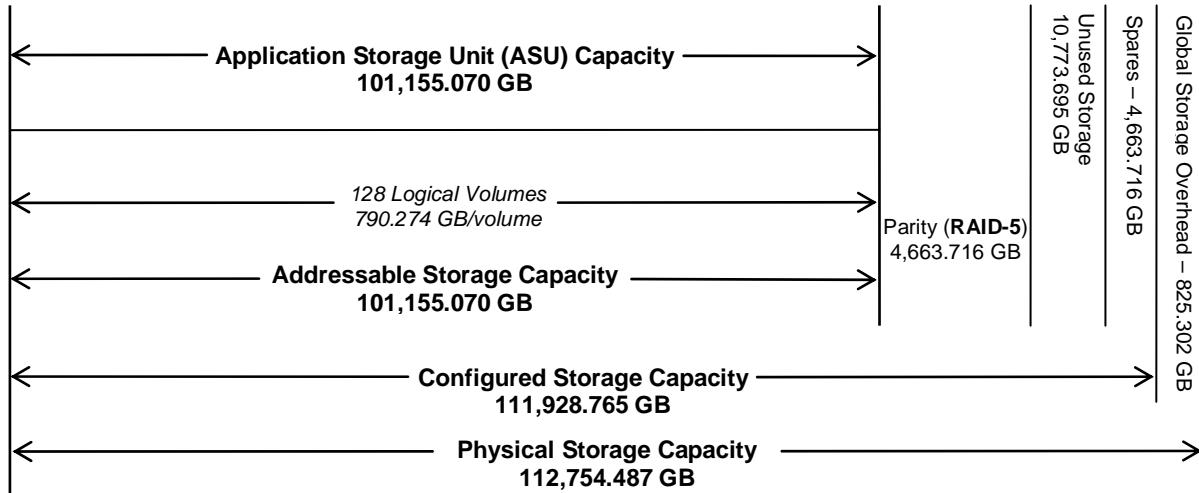 Application Storage Unit (ASU) Capacity
101,155.070 GB
128 Logical Volumes
790.274 GB/volume
Addressable Storage Capacity
101,155.070 GB
Parity (RAID-5)
4,663.716 GB
Unused Storage
10,773.695 GB
Spares – 4,663.716 GB
Global Storage Overhead – 825.302 GB
Configured Storage Capacity
111,928.765 GB
Physical Storage Capacity
112,754.487 GB